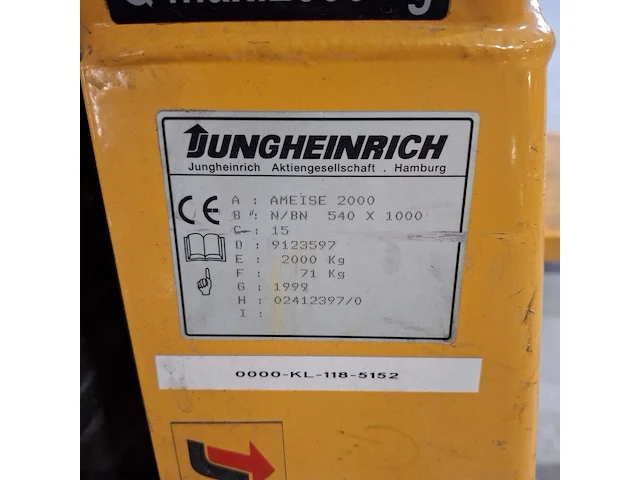 JUNGHEINRICH
Jungheinrich Aktiengesellschaft . Hamburg
CE
A : AMEISE 2000
B : N/BN 540 X 1000
C : 15
D : 9123597
E : 2000 Kg
F : 71 Kg
G : 1999
H : 02412397/0
I :
0000-KL-118-5152